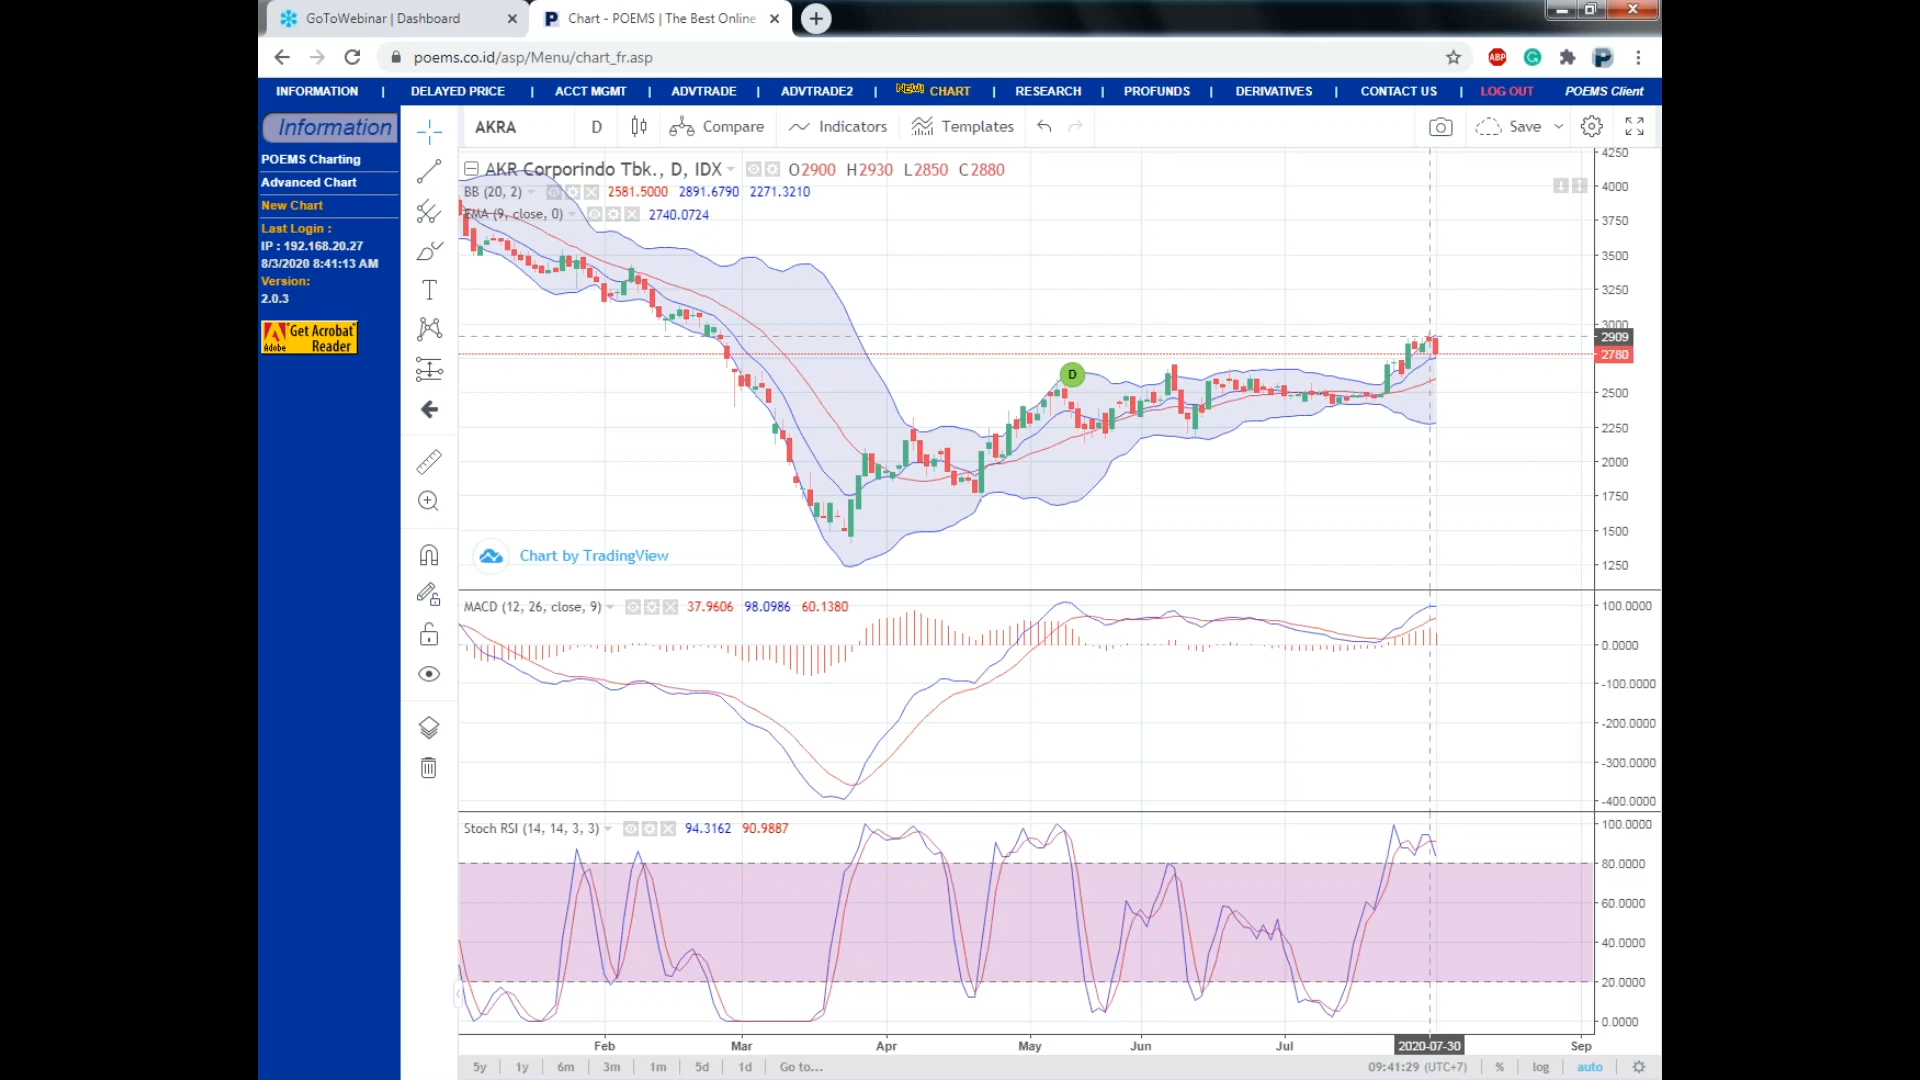 GoToWebinar | Dashboard
Chart - POEMS | The Best Online
poems.co.id/asp/Menu/chart_fr.asp
ABP
INFORMATION | DELAYED PRICE | ACCT MGMT | ADVTRADE | ADVTRADE2 | NEW! CHART | RESEARCH | PROFUNDS | DERIVATIVES | CONTACT US | LOG OUT POEMS Client
Information
POEMS Charting
Advanced Chart
New Chart
Last Login :
IP : 192.168.20.27
8/3/2020 8:41:13 AM
Version:
2.0.3
Get Acrobat
Adobe Reader
AKRA D Compare Indicators Templates Save
AKR Corporindo Tbk., D, IDX O2900 H2930 L2850 C2880
BB (20, 2) 2581.5000 2891.6790 2271.3210
EMA (9, close, 0) 2740.0724
4250
4000
3750
3500
3250
3000
2909
2780
2500
2250
2000
1750
1500
1250
D
Chart by TradingView
MACD (12, 26, close, 9) 37.9606 98.0986 60.1380
100.0000
0.0000
-100.0000
-200.0000
-300.0000
-400.0000
Stoch RSI (14, 14, 3, 3) 94.3162 90.9887
100.0000
80.0000
60.0000
40.0000
20.0000
0.0000
Feb Mar Apr May Jun Jul 2020-07-30 Sep
5y 1y 6m 3m 1m 5d 1d Go to... 09:41:29 (UTC+7) % log auto